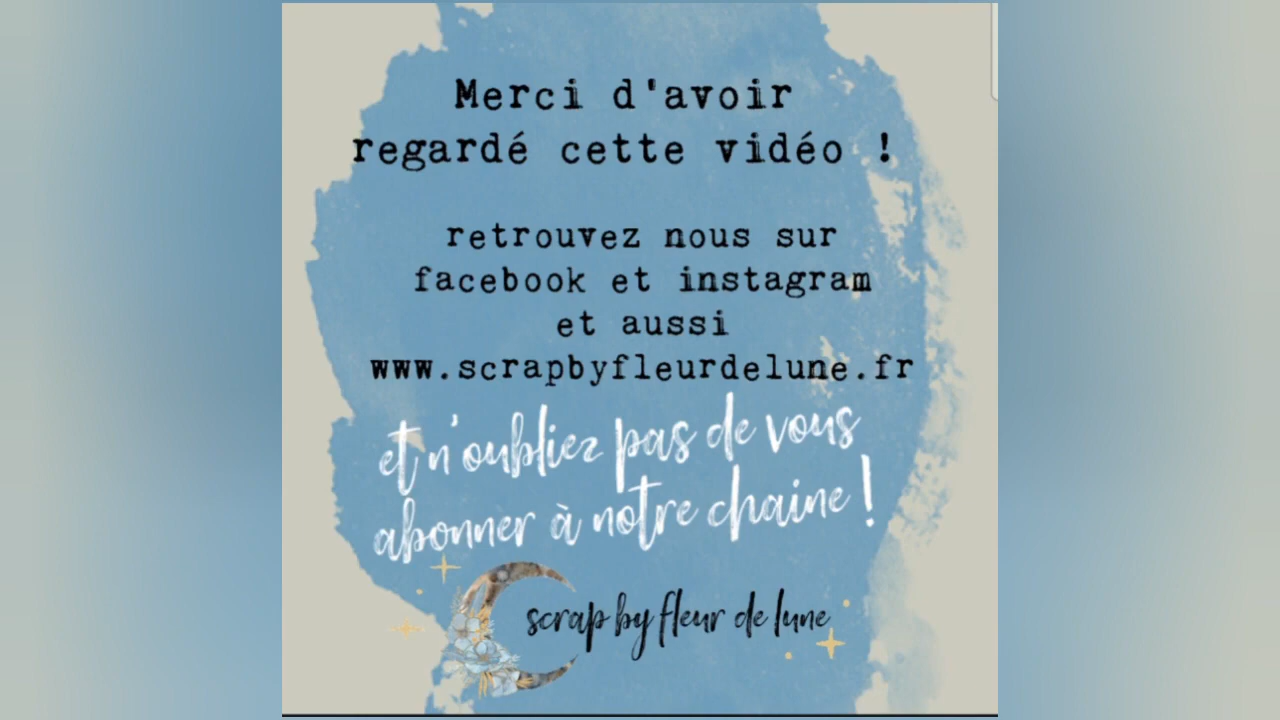 Merci d'avoir
regardé cette vidéo !
retrouvez nous sur
facebook et instagram
et aussi
www.scrapbyfleurdelune.fr
et n'oubliez pas de vous
abonner à notre chaine !
scrap by fleur de lune